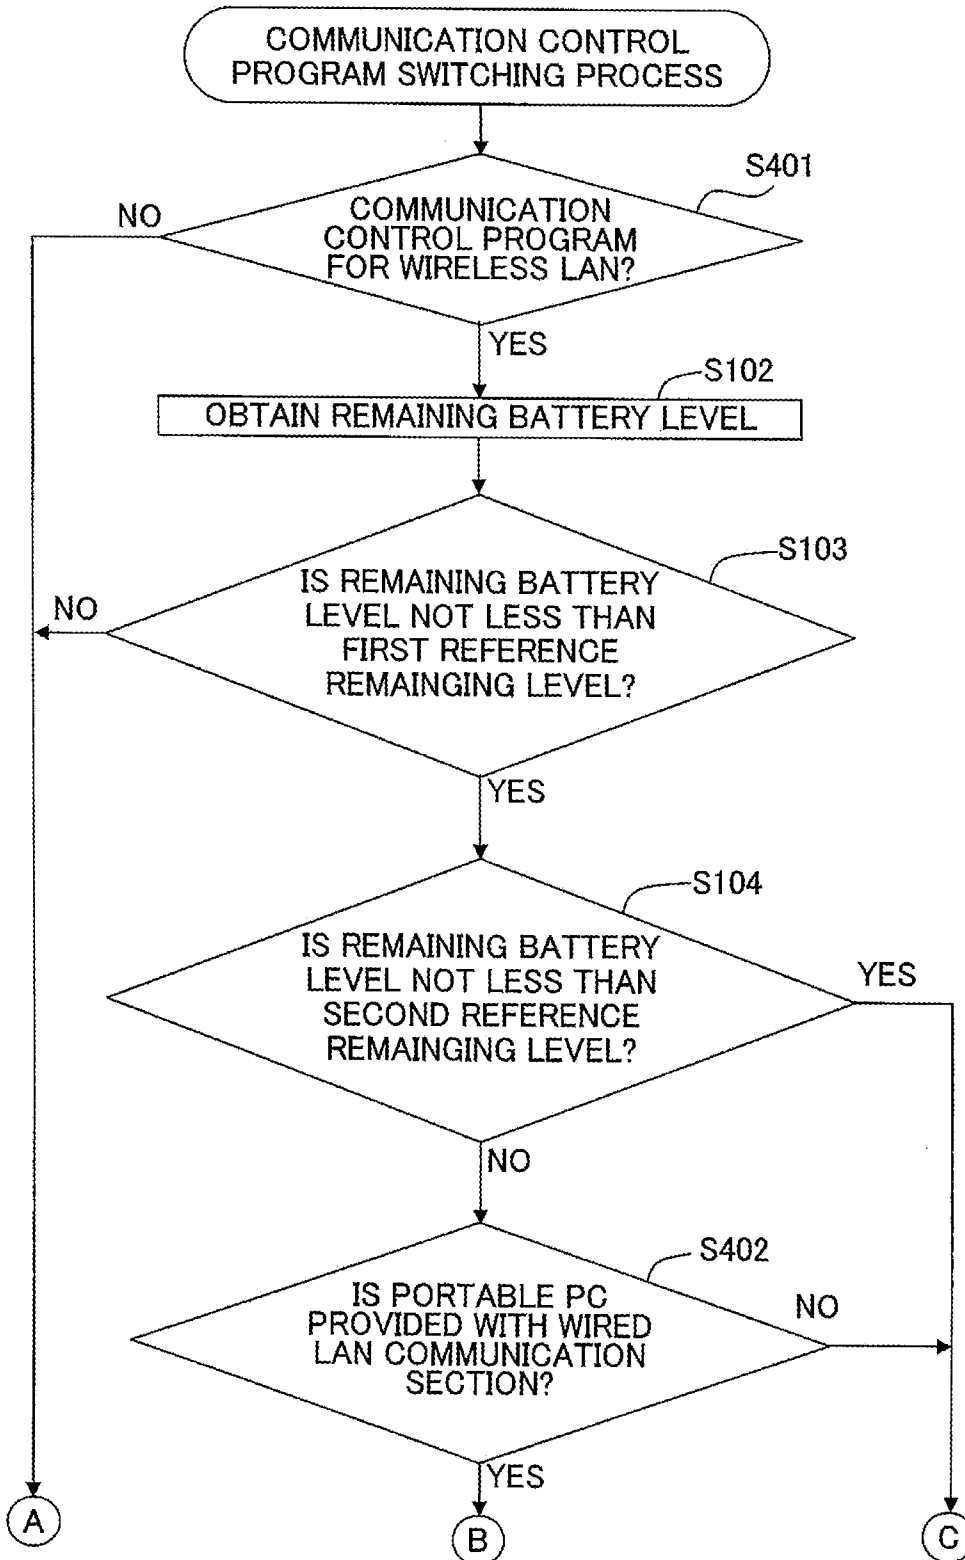 COMMUNICATION CONTROL
PROGRAM SWITCHING PROCESS
S401
NO
COMMUNICATION
CONTROL PROGRAM
FOR WIRELESS LAN?
YES
S102
OBTAIN REMAINING BATTERY LEVEL
S103
IS REMAINING BATTERY
LEVEL NOT LESS THAN
FIRST REFERENCE
REMAINGING LEVEL?
NO
YES
S104
IS REMAINING BATTERY
LEVEL NOT LESS THAN
SECOND REFERENCE
REMAINGING LEVEL?
YES
NO
S402
IS PORTABLE PC
PROVIDED WITH WIRED
LAN COMMUNICATION
SECTION?
NO
YES
A
B
C